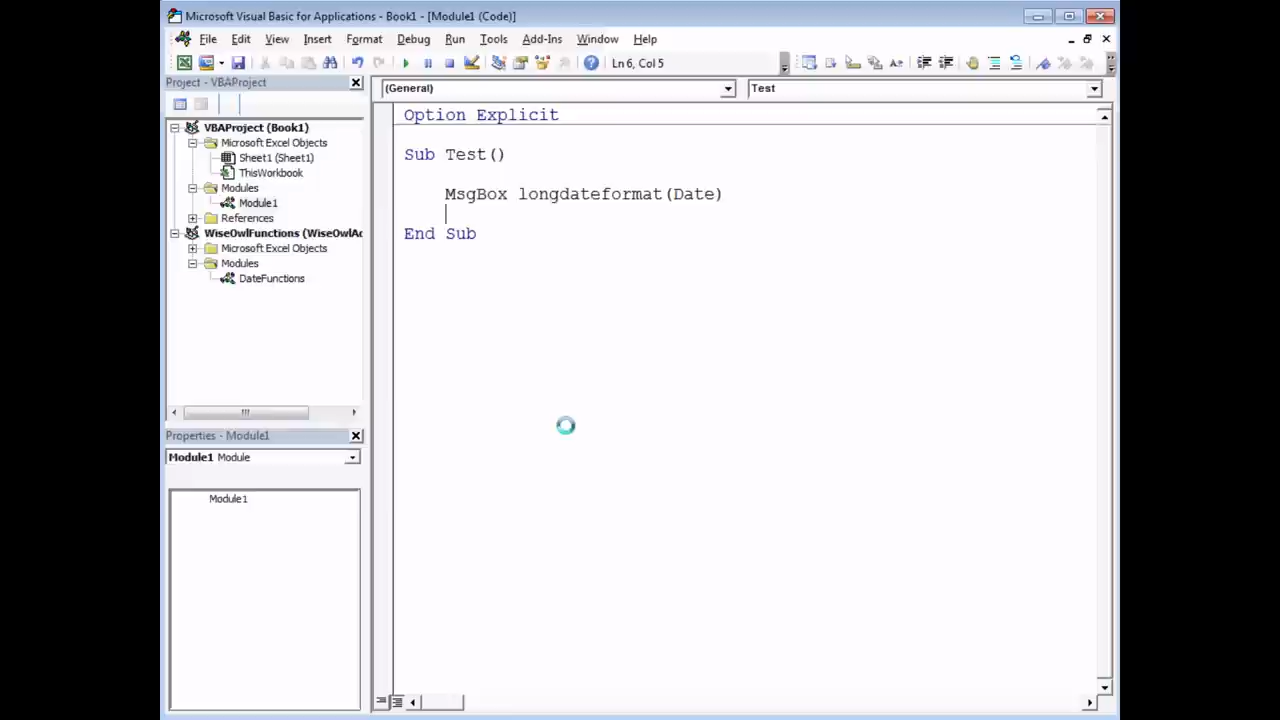 Microsoft Visual Basic for Applications - Book1 - [Module1 (Code)]
File Edit View Insert Format Debug Run Tools Add-Ins Window Help
Ln 6, Col 5
Project - VBAProject
(General) Test
VBAProject (Book1)
Microsoft Excel Objects
Sheet1 (Sheet1)
ThisWorkbook
Modules
Module1
References
WiseOwlFunctions (WiseOwlAd
Microsoft Excel Objects
Modules
DateFunctions
Properties - Module1
Module1 Module
Module1
Option Explicit
Sub Test()
MsgBox longdateformat(Date)
End Sub